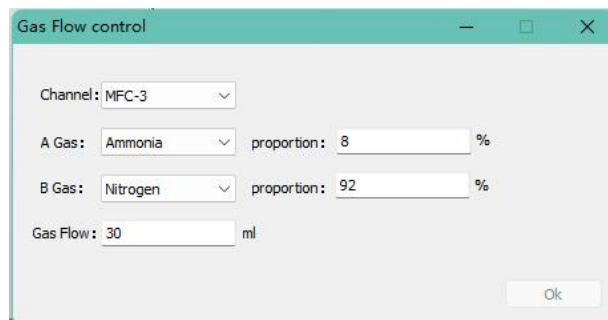 Gas Flow control
Channel: MFC-3
A Gas: Ammonia proportion: 8 %
B Gas: Nitrogen proportion: 92 %
Gas Flow: 30 ml
Ok